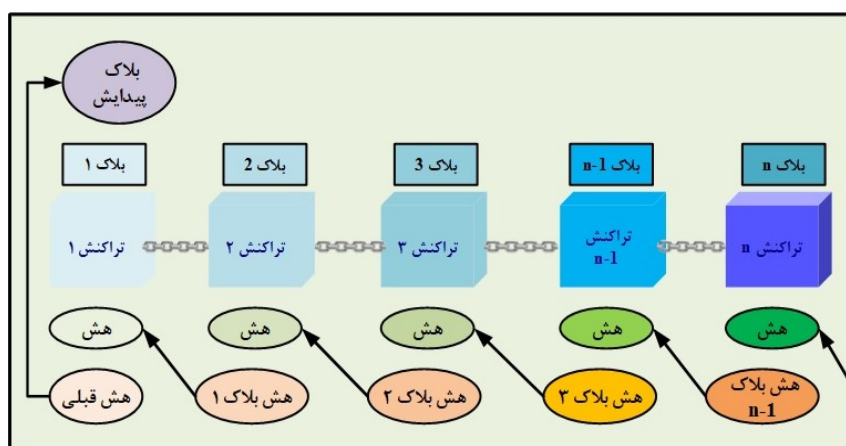 بلاک
پیدایش
بلاک ۱
بلاک 2
بلاک 3
بلاک n-1
بلاک n
تراکنش ۱
تراکنش ۲
تراکنش ۳
تراکنش
n-1
تراکنش n
هش
هش
هش
هش
هش
هش قبلی
هش بلاک ۱
هش بلاک ۲
هش بلاک ۳
هش بلاک
n-1